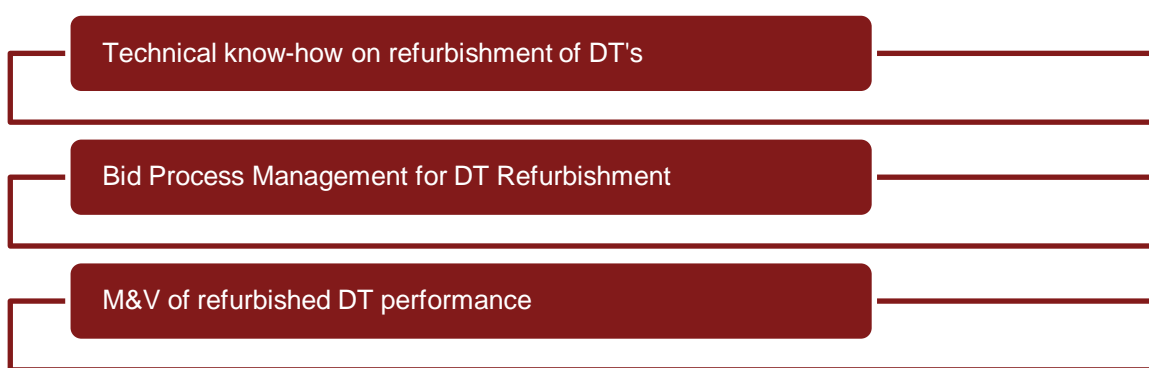 Technical know-how on refurbishment of DT's
Bid Process Management for DT Refurbishment
M&V of refurbished DT performance